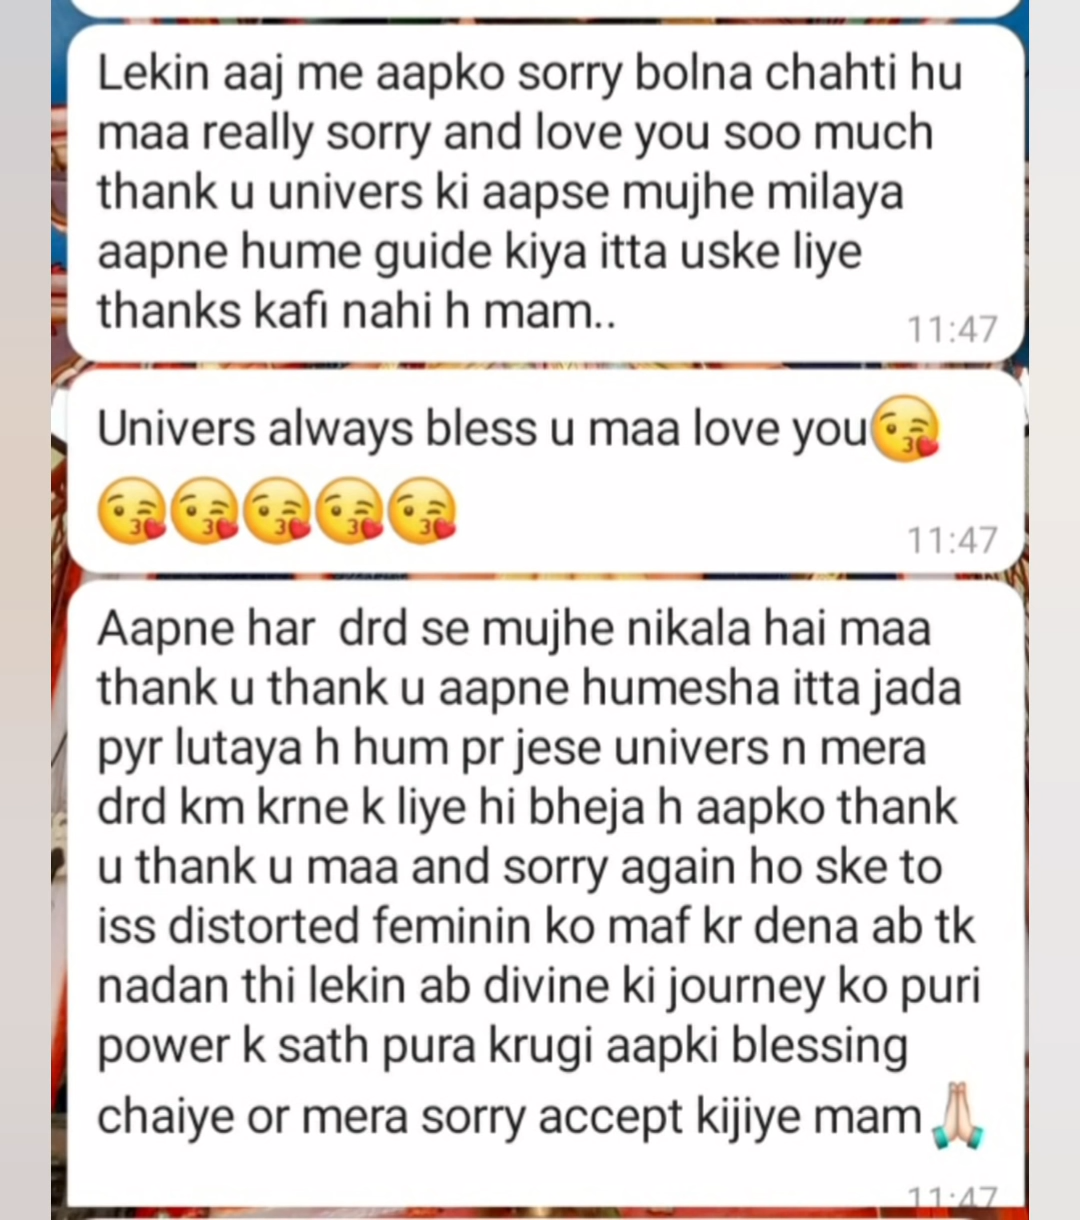 Lekin aaj me aapko sorry bolna chahti hu
maa really sorry and love you soo much
thank u univers ki aapse mujhe milaya
aapne hume guide kiya itta uske liye
thanks kafi nahi h mam..
11:47
Univers always bless u maa love you😘
😘😘😘😘😘
11:47
Aapne har drd se mujhe nikala hai maa
thank u thank u aapne humesha itta jada
pyr lutaya h hum pr jese univers n mera
drd km krne k liye hi bheja h aapko thank
u thank u maa and sorry again ho ske to
iss distorted feminin ko maf kr dena ab tk
nadan thi lekin ab divine ki journey ko puri
power k sath pura krugi aapki blessing
chaiye or mera sorry accept kijiye mam🙏🏻
11:47